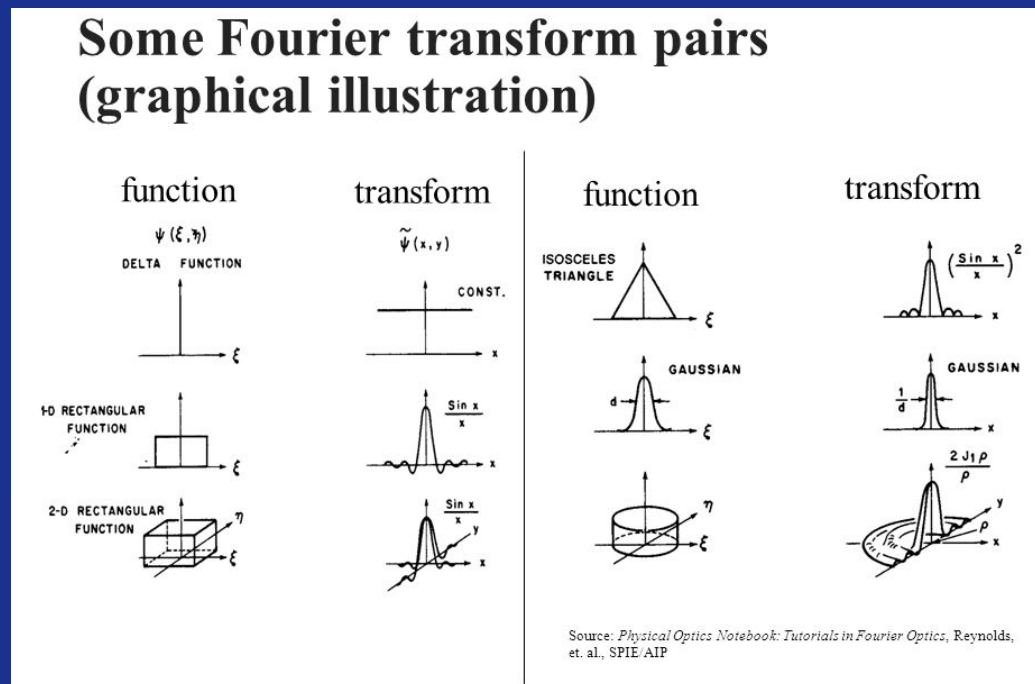 Some Fourier transform pairs
(graphical illustration)
function
transform
ψ (ξ,η)
ψ̃ (x,y)
DELTA FUNCTION
ξ
CONST.
x
1-D RECTANGULAR
FUNCTION
ξ
Sin x
x
x
2-D RECTANGULAR
FUNCTION
η
ξ
Sin x
x
y
x
function
transform
ISOSCELES
TRIANGLE
ξ
(Sin x
x)²
x
GAUSSIAN
d
ξ
GAUSSIAN
1
d
x
η
ξ
2 J₁ρ
ρ
y
ρ
x
Source: Physical Optics Notebook: Tutorials in Fourier Optics, Reynolds,
et. al., SPIE/AIP